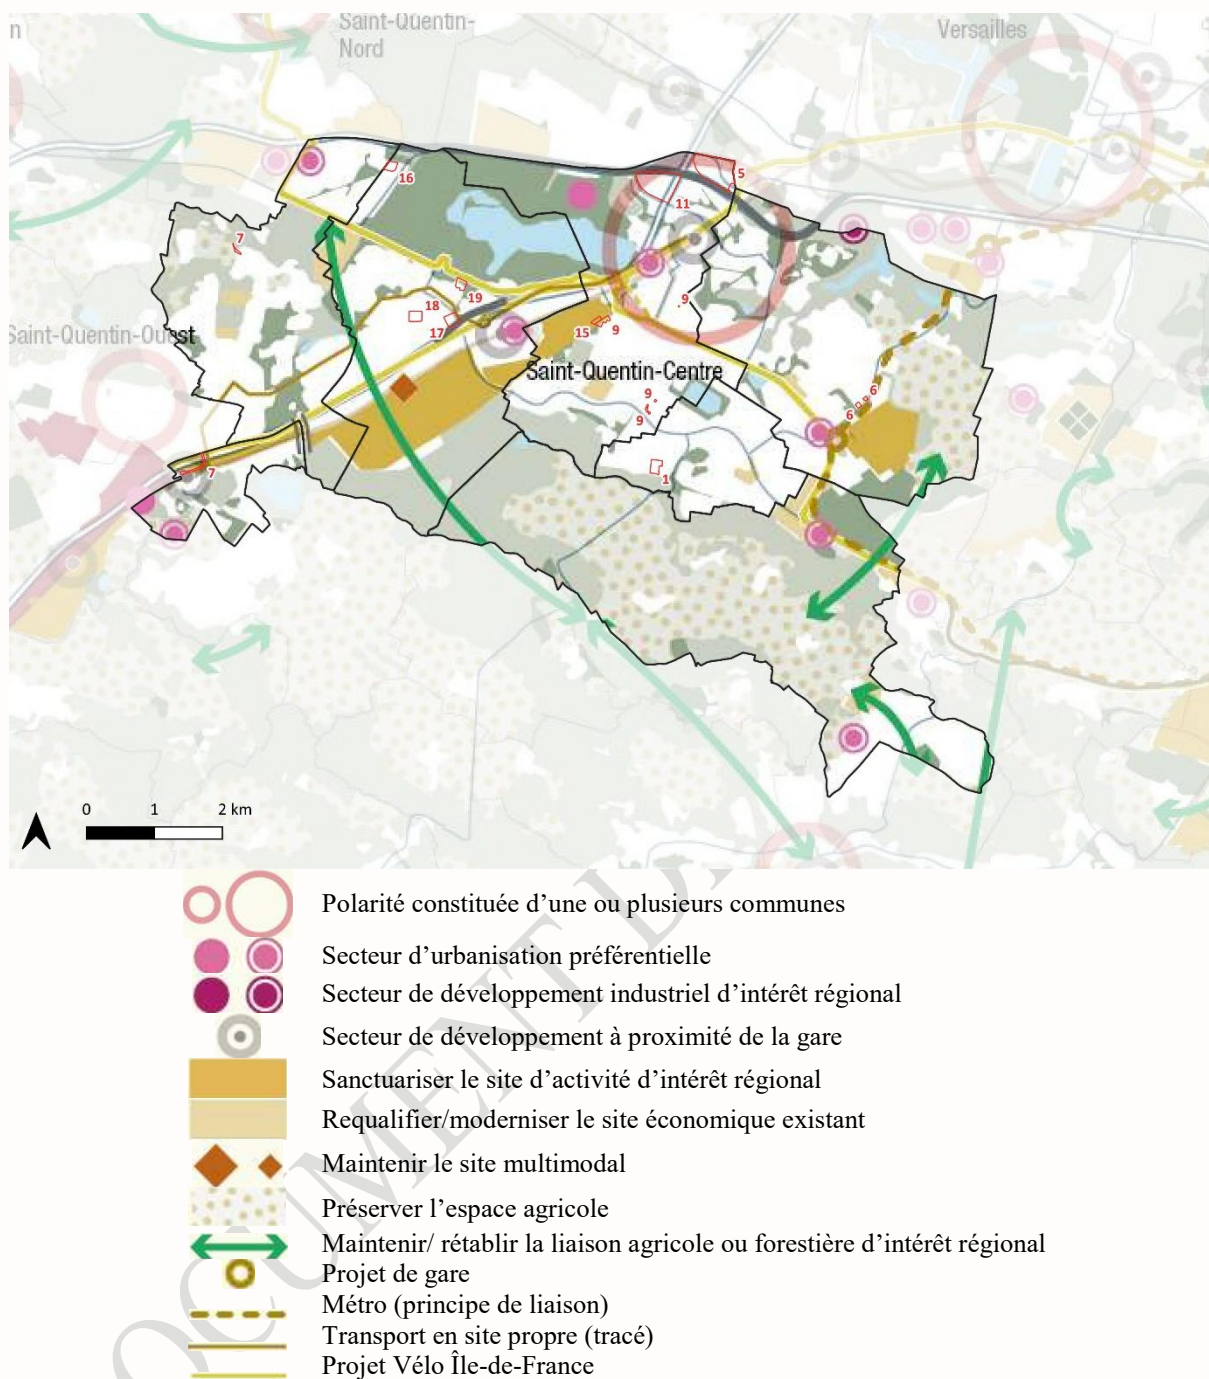 n
Saint-Quentin-
Nord
Versailles
5
16
11
7
18
19
9
17
15
9
Saint-Quentin-Ouest
Saint-Quentin-Centre
9
6
6
9
7
1
0 1 2 km
Polarité constituée d’une ou plusieurs communes
Secteur d’urbanisation préférentielle
Secteur de développement industriel d’intérêt régional
Secteur de développement à proximité de la gare
Sanctuariser le site d’activité d’intérêt régional
Requalifier/moderniser le site économique existant
Maintenir le site multimodal
Préserver l’espace agricole
Maintenir/ rétablir la liaison agricole ou forestière d’intérêt régional
Projet de gare
Métro (principe de liaison)
Transport en site propre (tracé)
Projet Vélo Île-de-France
OCUMENT D